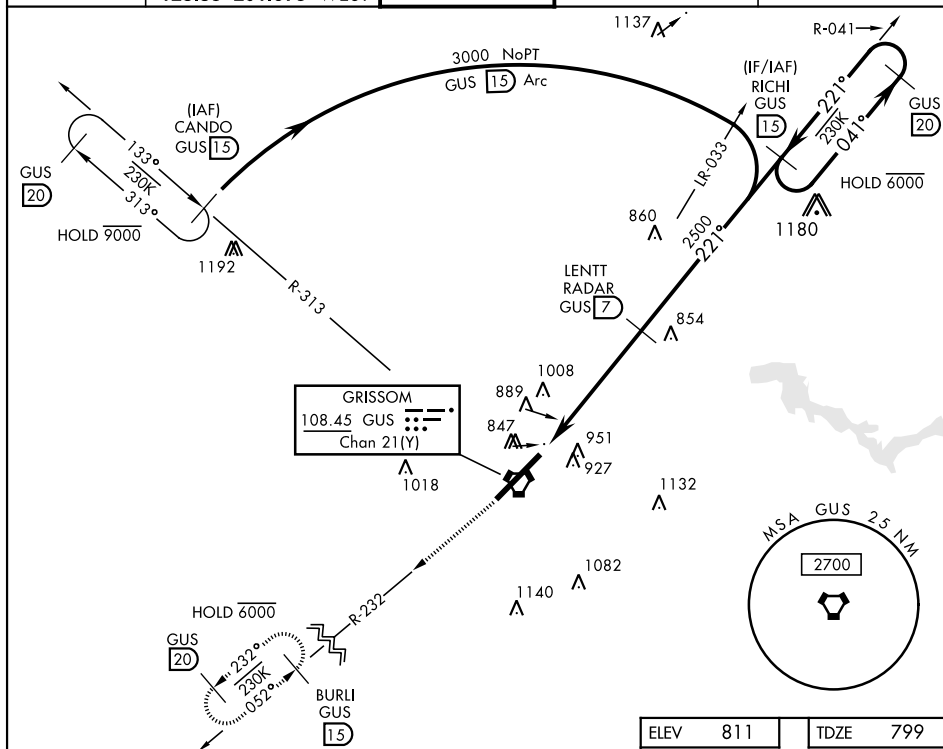 1137
R-041
3000 NoPT
GUS 15 Arc
(IF/IAF)
RICHI
GUS
15
221°
230K
041°
GUS
20
HOLD 6000
1180
(IAF)
CANDO
GUS 15
133°
230K
313°
GUS
20
HOLD 9000
1192
R-313
LR-033
860
2500
221°
LENTT
RADAR
GUS 7
854
GRISSOM
108.45 GUS
Chan 21(Y)
1008
889
847
951
927
1018
1132
MSA GUS 25 NM
2700
1082
1140
R-232
HOLD 6000
GUS
20
232°
230K
052°
BURLI
GUS
15
ELEV 811
TDZE 799